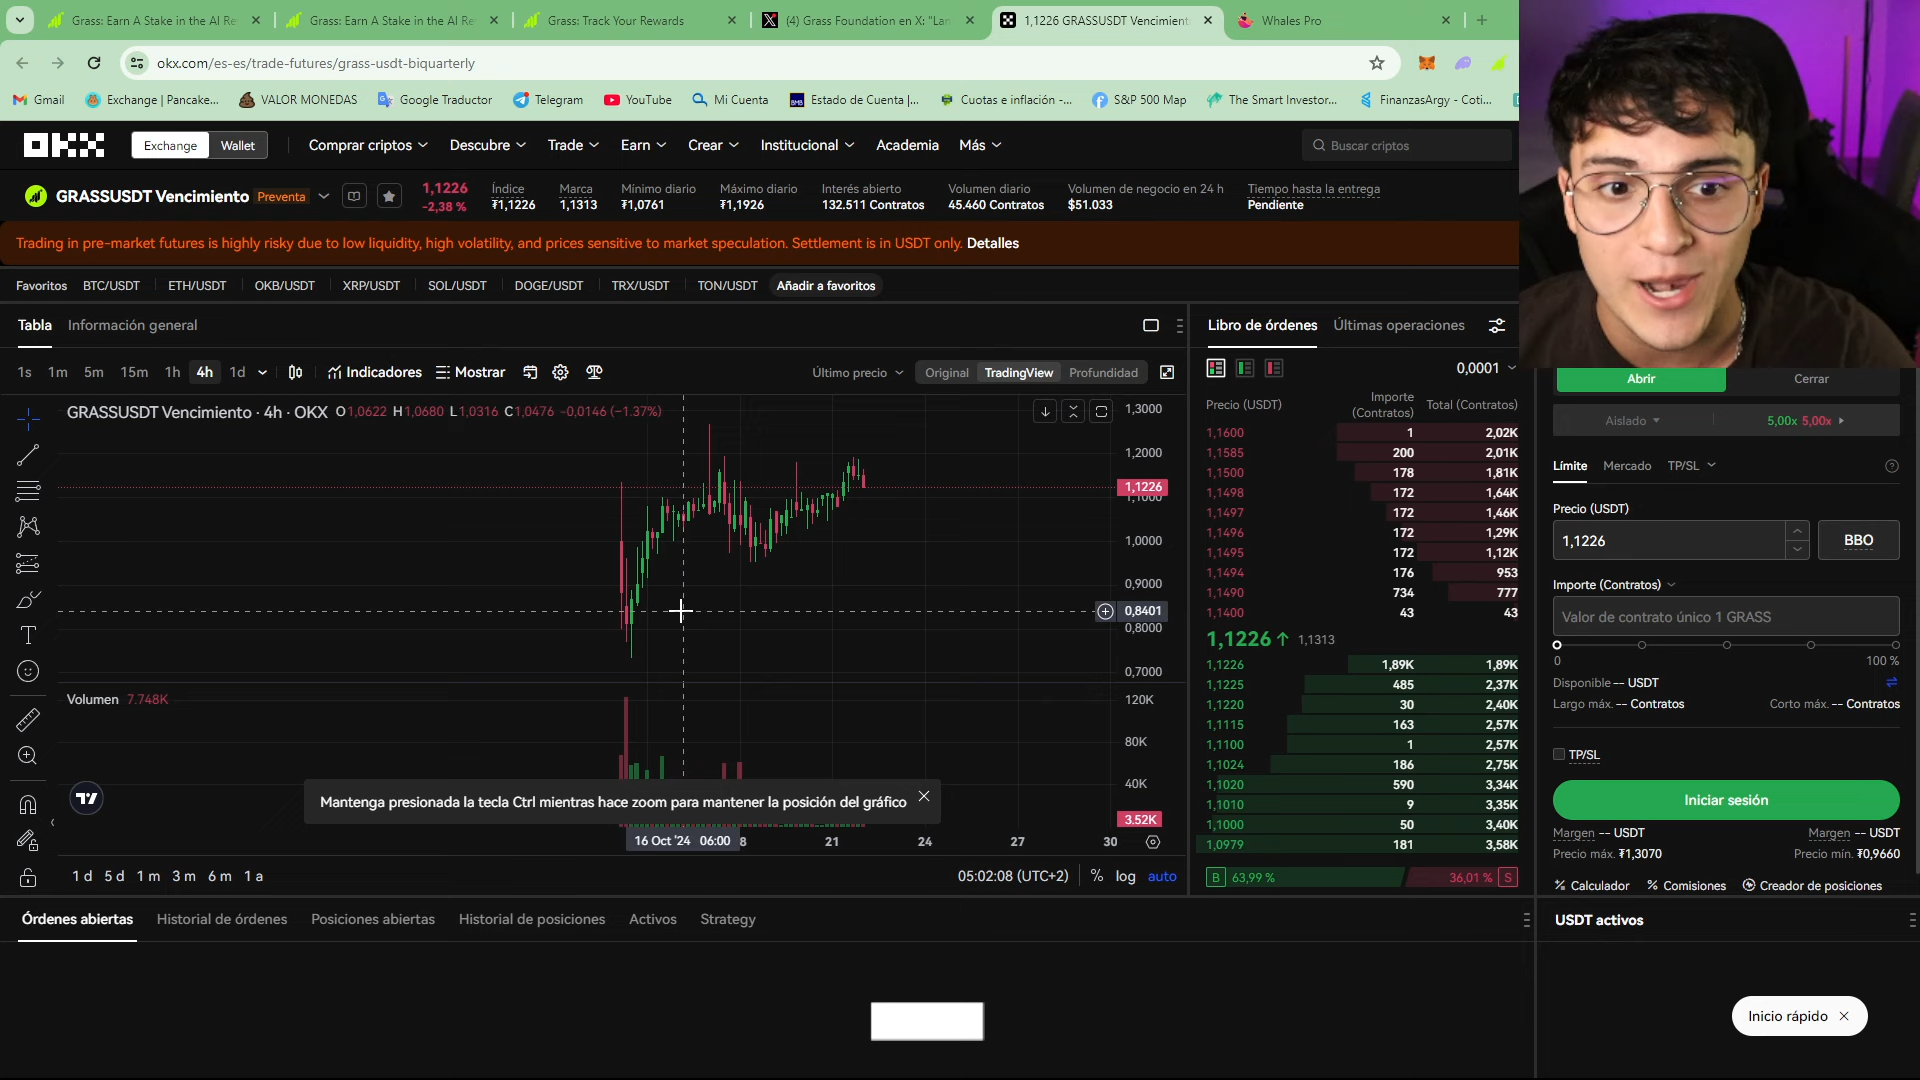 Grass: Earn A Stake in the AI Re
Grass: Earn A Stake in the AI Re
Grass: Track Your Rewards
(4) Grass Foundation en X: "Lan
1,1226 GRASSUSDT Vencimient
Whales Pro
okx.com/es-es/trade-futures/grass-usdt-biquarterly
Gmail
Exchange | Pancake...
VALOR MONEDAS
Google Traductor
Telegram
YouTube
Mi Cuenta
Estado de Cuenta |...
Cuotas e inflación -...
S&P 500 Map
The Smart Investor...
FinanzasArgy - Coti...
OKX
Exchange
Wallet
Comprar criptos
Descubre
Trade
Earn
Crear
Institucional
Academia
Más
Buscar criptos
GRASSUSDT Vencimiento
Preventa
1,1226
-2,38 %
Índice
₮1,1226
Marca
1,1313
Mínimo diario
₮1,0761
Máximo diario
₮1,1926
Interés abierto
132.511 Contratos
Volumen diario
45.460 Contratos
Volumen de negocio en 24 h
$51.033
Tiempo hasta la entrega
Pendiente
Trading in pre-market futures is highly risky due to low liquidity, high volatility, and prices sensitive to market speculation. Settlement is in USDT only. Detalles
Favoritos
BTC/USDT
ETH/USDT
OKB/USDT
XRP/USDT
SOL/USDT
DOGE/USDT
TRX/USDT
TON/USDT
Añadir a favoritos
Tabla
Información general
1s 1m 5m 15m 1h 4h 1d
Indicadores
Mostrar
Último precio
Original
TradingView
Profundidad
GRASSUSDT Vencimiento · 4h · OKX O1,0622 H1,0680 L1,0316 C1,0476 -0,0146 (−1.37%)
1,3000
1,2000
1,1226
1,1000
1,0000
0,9000
0,8401
0,8000
0,7000
Volumen 7.748K
120K
80K
40K
3.52K
Mantenga presionada la tecla Ctrl mientras hace zoom para mantener la posición del gráfico
16 Oct '24 06:00
8
21
24
27
30
1 d 5 d 1 m 3 m 6 m 1 a
05:02:08 (UTC+2)
%
log
auto
Libro de órdenes
Últimas operaciones
0,0001
Precio (USDT)
Importe (Contratos)
Total (Contratos)
1,1600 1 2,02K
1,1585 200 2,01K
1,1500 178 1,81K
1,1498 172 1,64K
1,1497 172 1,46K
1,1496 172 1,29K
1,1495 172 1,12K
1,1494 176 953
1,1490 734 777
1,1400 43 43
1,1226 ↑ 1,1313
1,1226 1,89K 1,89K
1,1225 485 2,37K
1,1220 30 2,40K
1,1115 163 2,57K
1,1100 1 2,57K
1,1024 186 2,75K
1,1020 590 3,34K
1,1010 9 3,35K
1,1000 50 3,40K
1,0979 181 3,58K
B 63,99 %
36,01 % S
Abrir
Cerrar
Aislado
5,00x 5,00x
Límite
Mercado
TP/SL
Precio (USDT)
1,1226
BBO
Importe (Contratos)
Valor de contrato único 1 GRASS
0
100 %
Disponible -- USDT
Largo máx. -- Contratos
Corto máx. -- Contratos
TP/SL
Iniciar sesión
Margen -- USDT
Margen -- USDT
Precio máx. ₮1,3070
Precio mín. ₮0,9660
Calculador
Comisiones
Creador de posiciones
Órdenes abiertas
Historial de órdenes
Posiciones abiertas
Historial de posiciones
Activos
Strategy
USDT activos
Inicio rápido